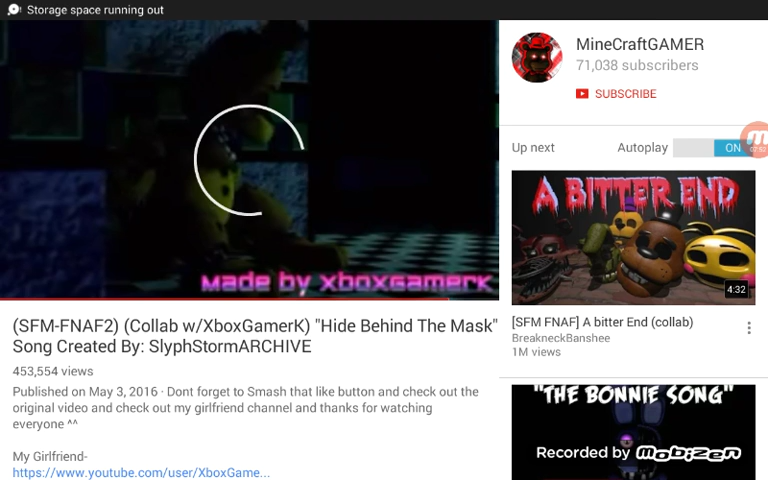 Storage space running out
Made by XboxGamerK
MineCraftGAMER
71,038 subscribers
SUBSCRIBE
Up next
Autoplay
ON
07:52
A BITTER END
4:32
[SFM FNAF] A bitter End (collab)
BreakneckBanshee
1M views
"THE BONNIE SONG"
Recorded by Mobizen
(SFM-FNAF2) (Collab w/XboxGamerK) "Hide Behind The Mask"
Song Created By: SlyphStormARCHIVE
453,554 views
Published on May 3, 2016 · Dont forget to Smash that like button and check out the
original video and check out my girlfriend channel and thanks for watching
everyone ^^
My Girlfriend-
https://www.youtube.com/user/XboxGame...